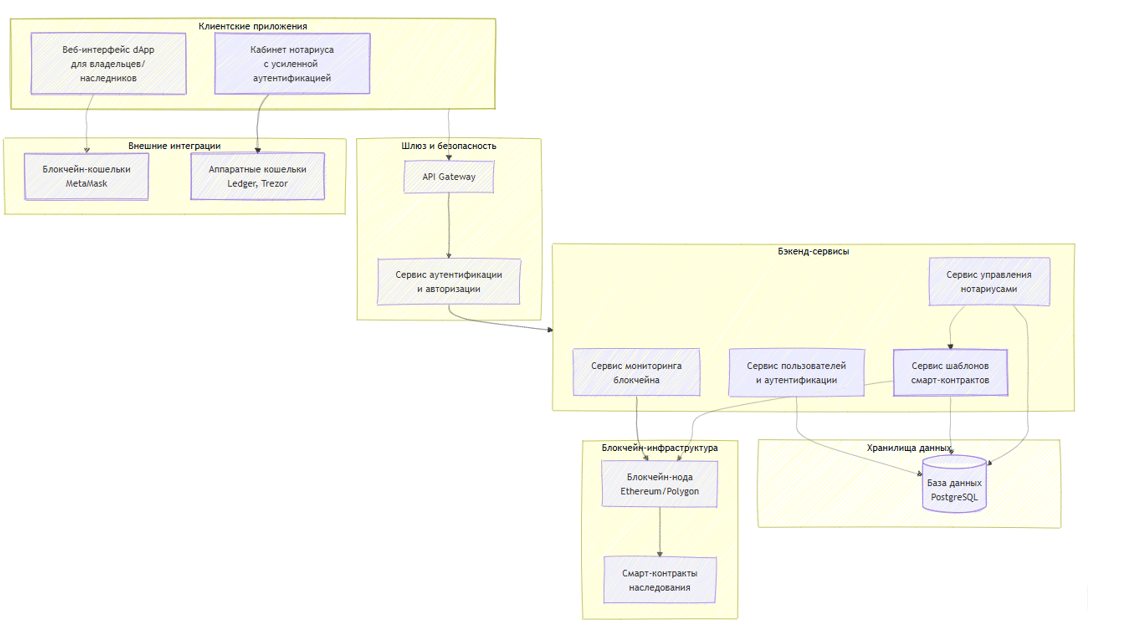 Клиентские приложения
Веб-интерфейс dApp
для владельцев/
наследников
Кабинет нотариуса
с усиленной
аутентификацией
Внешние интеграции
Блокчейн-кошельки
MetaMask
Аппаратные кошельки
Ledger, Trezor
Шлюз и безопасность
API Gateway
Сервис аутентификации
и авторизации
Бэкенд-сервисы
Сервис управления
нотариусами
Сервис мониторинга
блокчейна
Сервис пользователей
и аутентификации
Сервис шаблонов
смарт-контрактов
Блокчейн-инфраструктура
Блокчейн-нода
Ethereum/Polygon
Смарт-контракты
наследования
Хранилища данных
База данных
PostgreSQL